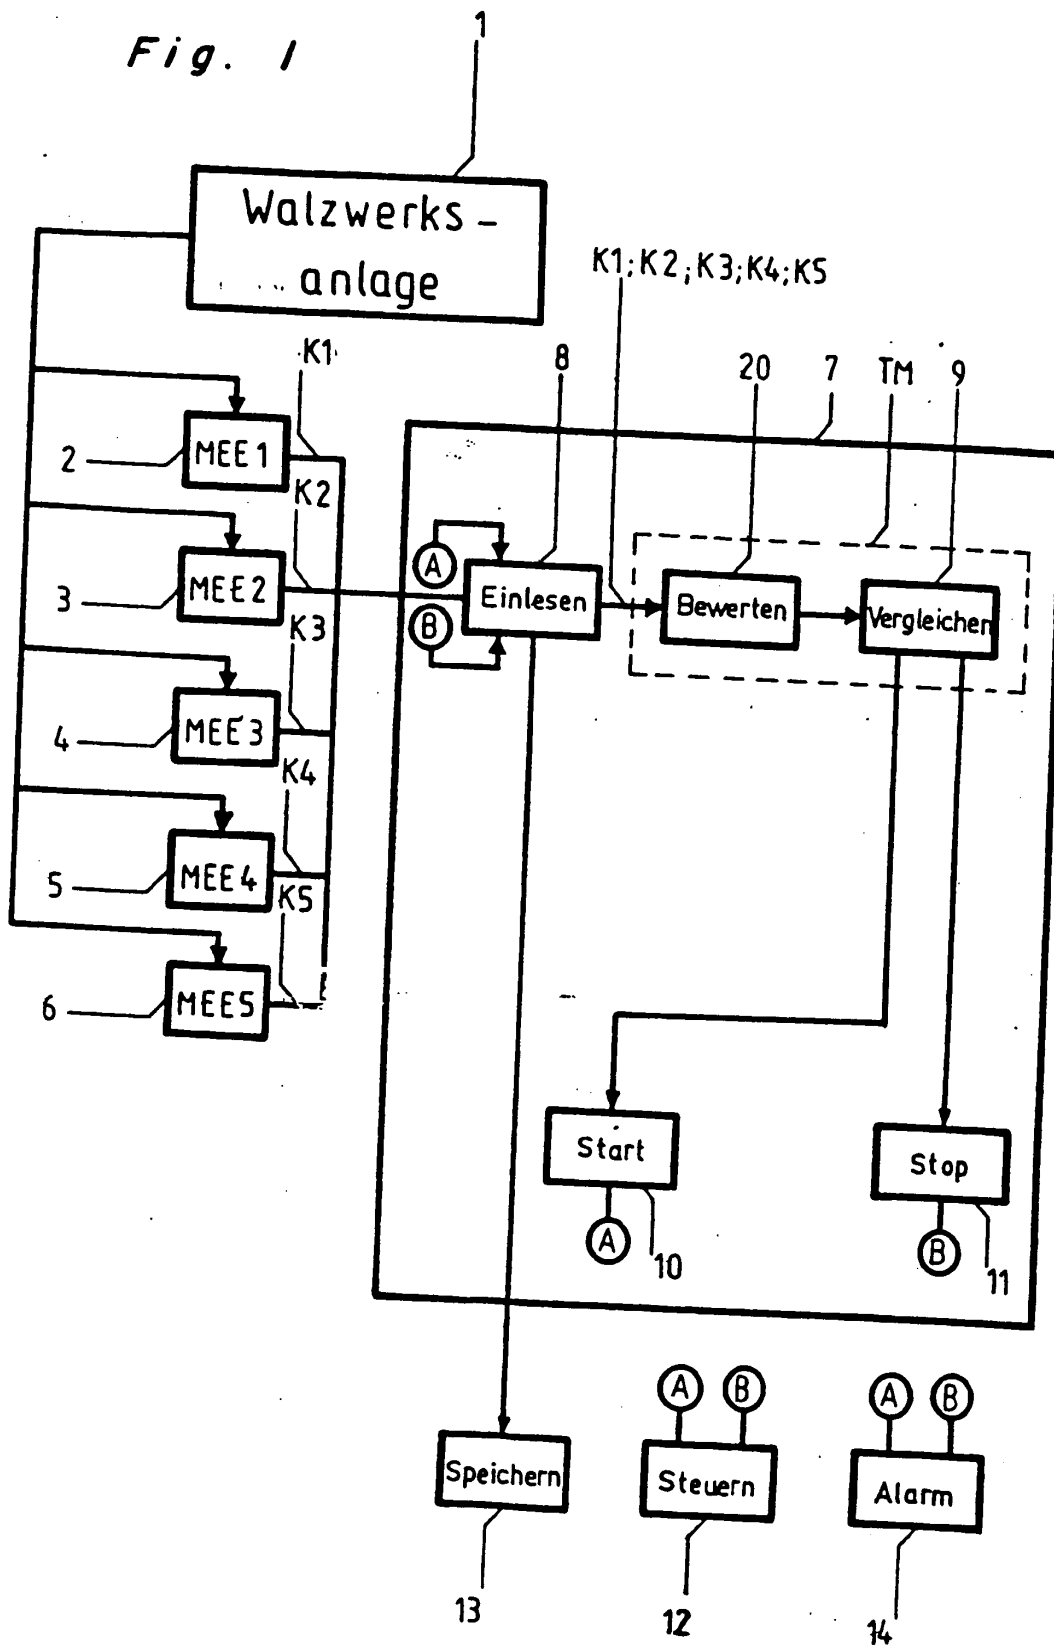 Fig. 1
1
Walzwerks-
anlage
K1;K2;K3;K4;K5
K1
8
20
7
TM
9
2
MEE1
K2
A
3
MEE2
Einlesen
Bewerten
Vergleichen
B
K3
4
MEE3
K4
5
MEE4
K5
6
MEE5
Start
Stop
A
B
10
11
A
B
A
B
Speichern
Steuern
Alarm
13
12
14